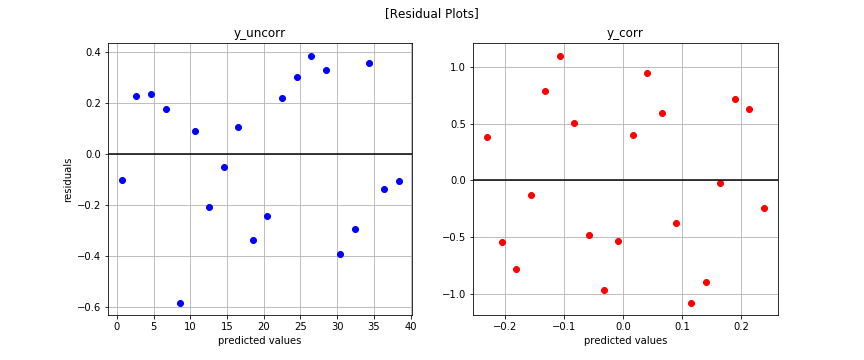 [Residual Plots]
y_uncorr
0.4
0.2
0.0
−0.2
−0.4
−0.6
residuals
0 5 10 15 20 25 30 35 40
predicted values
y_corr
1.0
0.5
0.0
−0.5
−1.0
−0.2 −0.1 0.0 0.1 0.2
predicted values